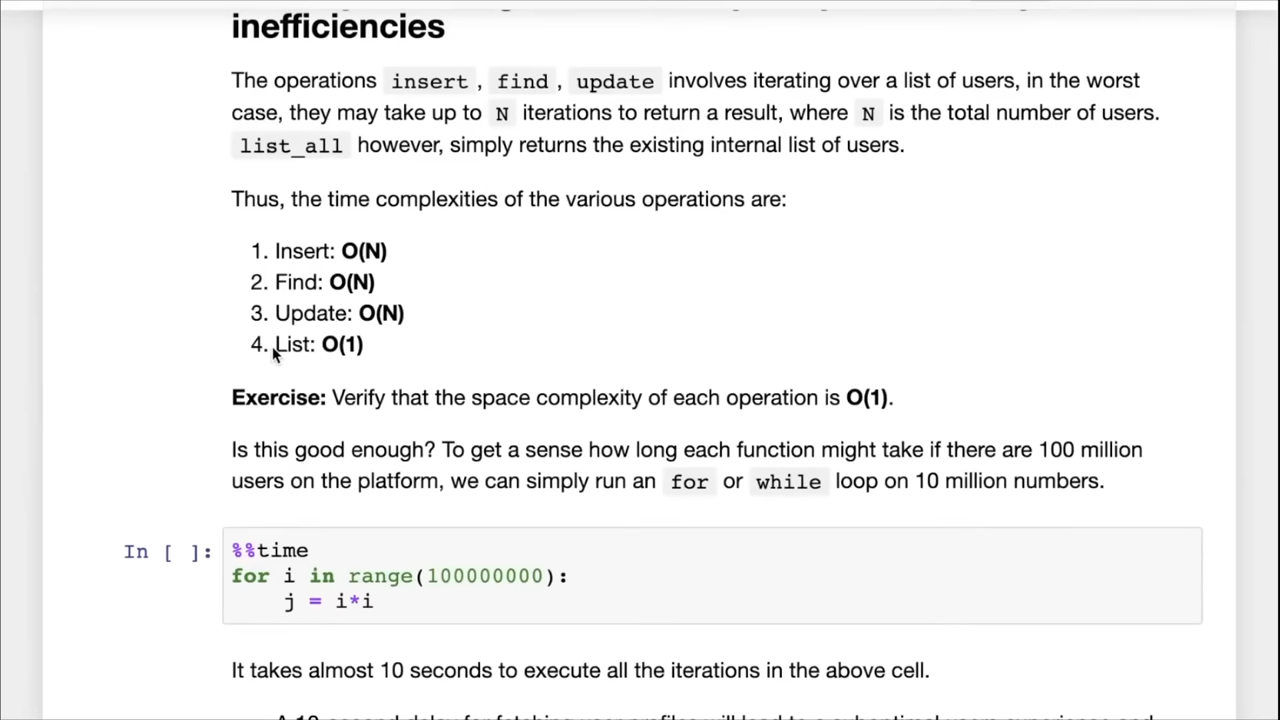 inefficiencies
The operations insert , find , update involves iterating over a list of users, in the worst
case, they may take up to N iterations to return a result, where N is the total number of users.
list_all however, simply returns the existing internal list of users.
Thus, the time complexities of the various operations are:
1. Insert: O(N)
2. Find: O(N)
3. Update: O(N)
4. List: O(1)
Exercise: Verify that the space complexity of each operation is O(1).
Is this good enough? To get a sense how long each function might take if there are 100 million
users on the platform, we can simply run an for or while loop on 10 million numbers.
In [ ]: %%time
for i in range(100000000):
j = i*i
It takes almost 10 seconds to execute all the iterations in the above cell.